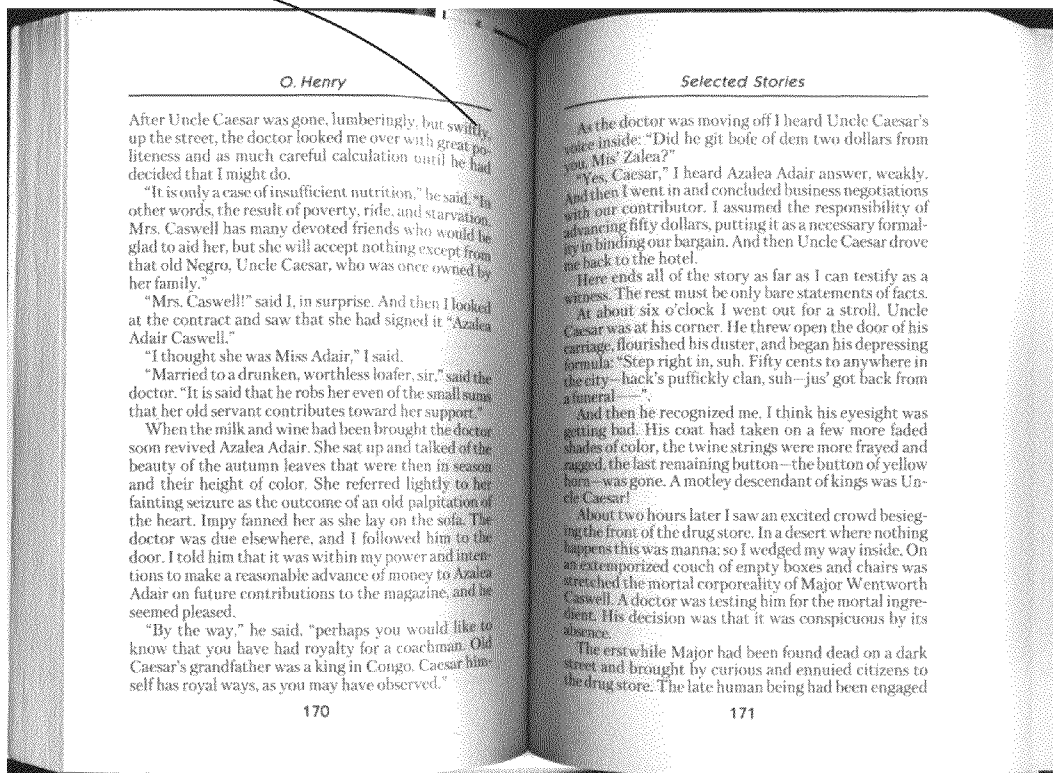 O. Henry
After Uncle Caesar was gone, lumberingly, but swiftly,
up the street, the doctor looked me over with great po-
liteness and as much careful calculation until he had
decided that I might do.
"It is only a case of insufficient nutrition," he said. "In
other words, the result of poverty, ride, and starvation.
Mrs. Caswell has many devoted friends who would be
glad to aid her, but she will accept nothing except from
that old Negro, Uncle Caesar, who was once owned by
her family."
"Mrs. Caswell!" said I, in surprise. And then I looked
at the contract and saw that she had signed it "Azalea
Adair Caswell."
"I thought she was Miss Adair," I said.
"Married to a drunken, worthless loafer, sir," said the
doctor. "It is said that he robs her even of the small sums
that her old servant contributes toward her support."
When the milk and wine had been brought the doctor
soon revived Azalea Adair. She sat up and talked of the
beauty of the autumn leaves that were then in season
and their height of color. She referred lightly to her
fainting seizure as the outcome of an old palpitation of
the heart. Impy fanned her as she lay on the sofa. The
doctor was due elsewhere, and I followed him to the
door. I told him that it was within my power and inten-
tions to make a reasonable advance of money to Azalea
Adair on future contributions to the magazine, and he
seemed pleased.
"By the way," he said, "perhaps you would like to
know that you have had royalty for a coachman. Old
Caesar's grandfather was a king in Congo. Caesar him-
self has royal ways, as you may have observed."
170
Selected Stories
As the doctor was moving off I heard Uncle Caesar's
voice inside: "Did he git bofe of dem two dollars from
you, Mis' Zalea?"
"Yes, Caesar," I heard Azalea Adair answer, weakly.
And then I went in and concluded business negotiations
with our contributor. I assumed the responsibility of
advancing fifty dollars, putting it as a necessary formal-
ity in binding our bargain. And then Uncle Caesar drove
me back to the hotel.
Here ends all of the story as far as I can testify as a
witness. The rest must be only bare statements of facts.
At about six o'clock I went out for a stroll. Uncle
Caesar was at his corner. He threw open the door of his
carriage, flourished his duster, and began his depressing
formula: "Step right in, suh. Fifty cents to anywhere in
the city—hack's puffickly clan, suh—jus' got back from
a funeral——".
And then he recognized me. I think his eyesight was
getting bad. His coat had taken on a few more faded
shades of color, the twine strings were more frayed and
ragged, the last remaining button—the button of yellow
horn—was gone. A motley descendant of kings was Un-
cle Caesar!
About two hours later I saw an excited crowd besieg-
ing the front of the drug store. In a desert where nothing
happens this was manna; so I wedged my way inside. On
an extemporized couch of empty boxes and chairs was
stretched the mortal corporeality of Major Wentworth
Caswell. A doctor was testing him for the mortal ingre-
dient. His decision was that it was conspicuous by its
absence.
The erstwhile Major had been found dead on a dark
street and brought by curious and ennuied citizens to
the drug store. The late human being had been engaged
171